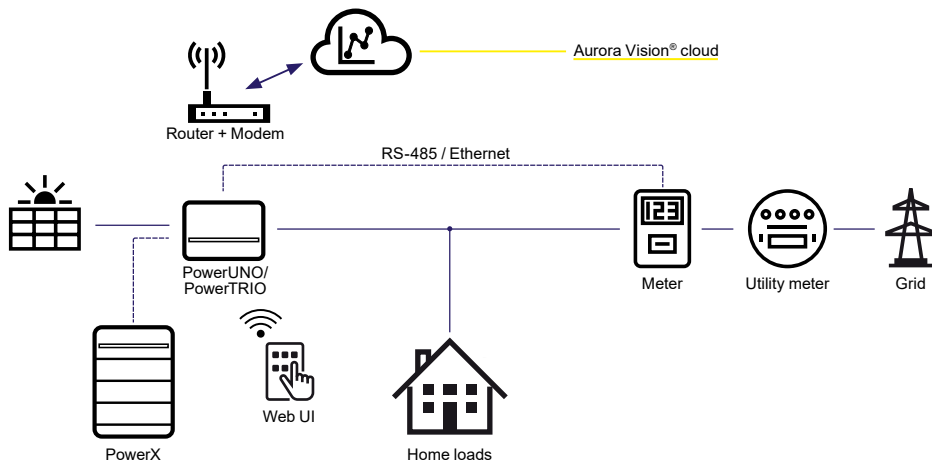 Aurora Vision® cloud
Router + Modem
RS-485 / Ethernet
123
PowerUNO/
PowerTRIO
Meter
Utility meter
Grid
Web UI
PowerX
Home loads